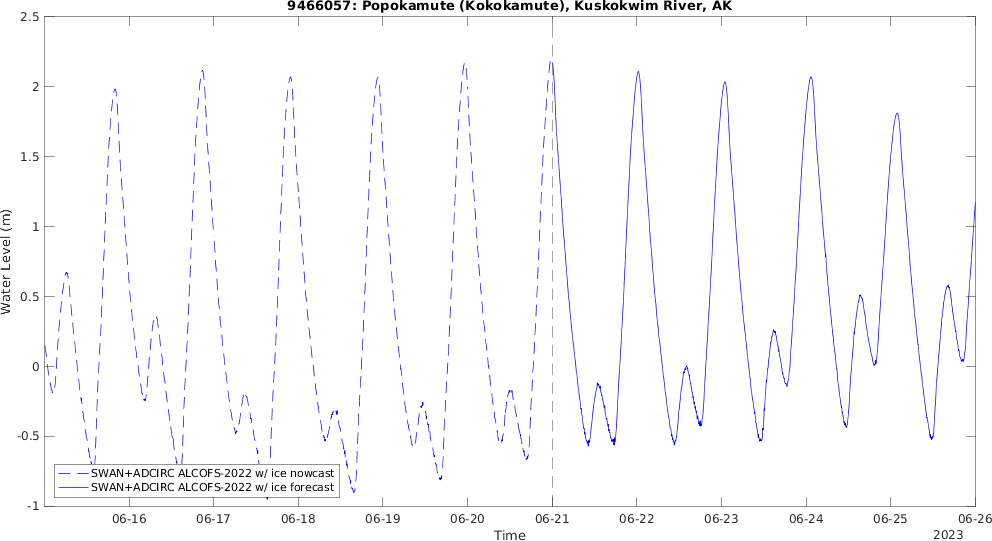 9466057: Popokamute (Kokokamute), Kuskokwim River, AK
2.5
2
1.5
1
0.5
0
-0.5
-1
Water Level (m)
SWAN+ADCIRC ALCOFS-2022 w/ ice nowcast
SWAN+ADCIRC ALCOFS-2022 w/ ice forecast
06-16 06-17 06-18 06-19 06-20 06-21 06-22 06-23 06-24 06-25 06-26
Time
2023